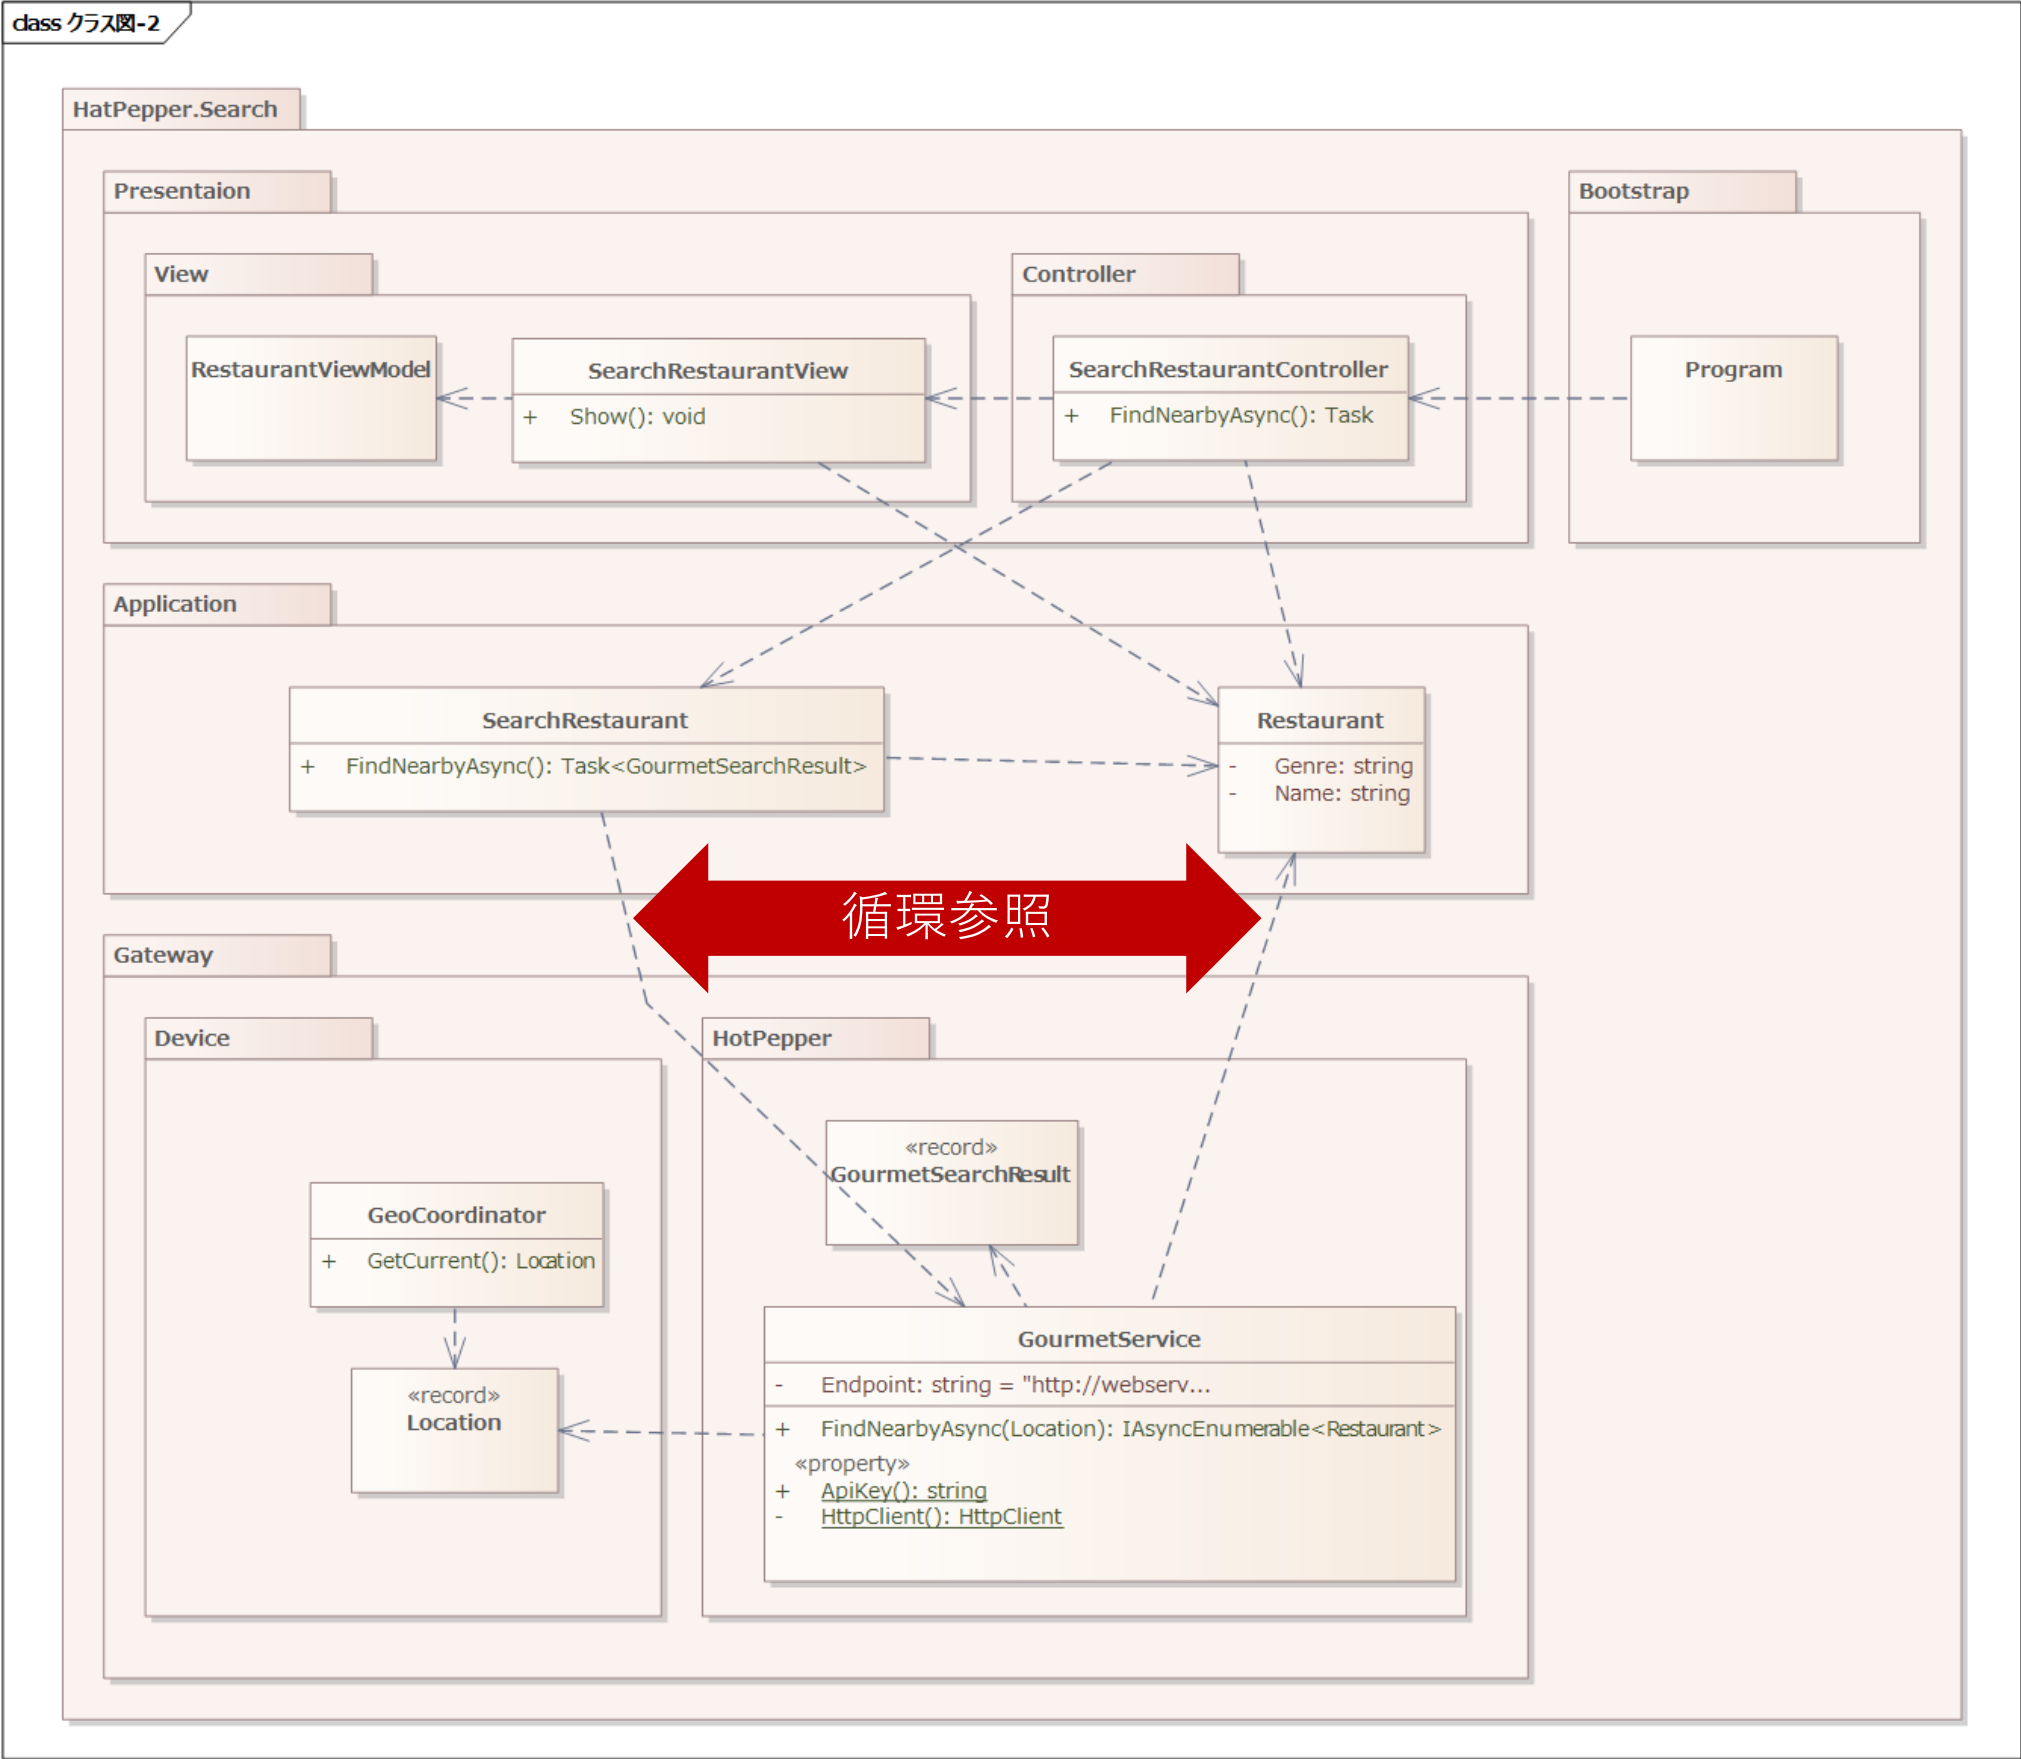 class クラス図-2
HatPepper.Search
Presentaion
Bootstrap
View
Controller
RestaurantViewModel
SearchRestaurantView
+ Show(): void
SearchRestaurantController
+ FindNearbyAsync(): Task
Program
Application
SearchRestaurant
+ FindNearbyAsync(): Task<GourmetSearchResult>
Restaurant
- Genre: string
- Name: string
循環参照
Gateway
Device
HotPepper
«record»
GourmetSearchResult
GeoCoordinator
+ GetCurrent(): Location
«record»
Location
GourmetService
- Endpoint: string = "http://webserv...
+ FindNearbyAsync(Location): IAsyncEnumerable<Restaurant>
«property»
+ ApiKey(): string
- HttpClient(): HttpClient